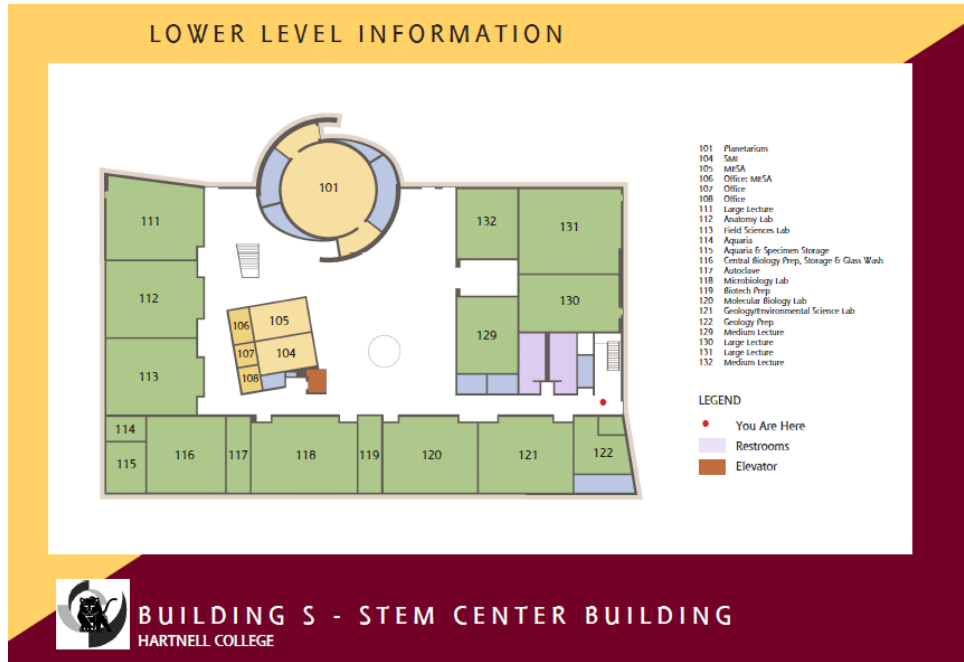 LOWER LEVEL INFORMATION
101
111
112
113
106
105
107
104
108
132
131
130
129
114
115
116
117
118
119
120
121
122
101 Planetarium
104 SMI
105 MESA
106 Office: MESA
107 Office
108 Office
111 Large Lecture
112 Anatomy Lab
113 Field Sciences Lab
114 Aquaria
115 Aquaria & Specimen Storage
116 Central Biology Prep, Storage & Glass Wash
117 Autoclave
118 Microbiology Lab
119 Biotech Prep
120 Molecular Biology Lab
121 Geology/Environmental Science Lab
122 Geology Prep
129 Medium Lecture
130 Large Lecture
131 Large Lecture
132 Medium Lecture
LEGEND
You Are Here
Restrooms
Elevator
BUILDING S - STEM CENTER BUILDING
HARTNELL COLLEGE